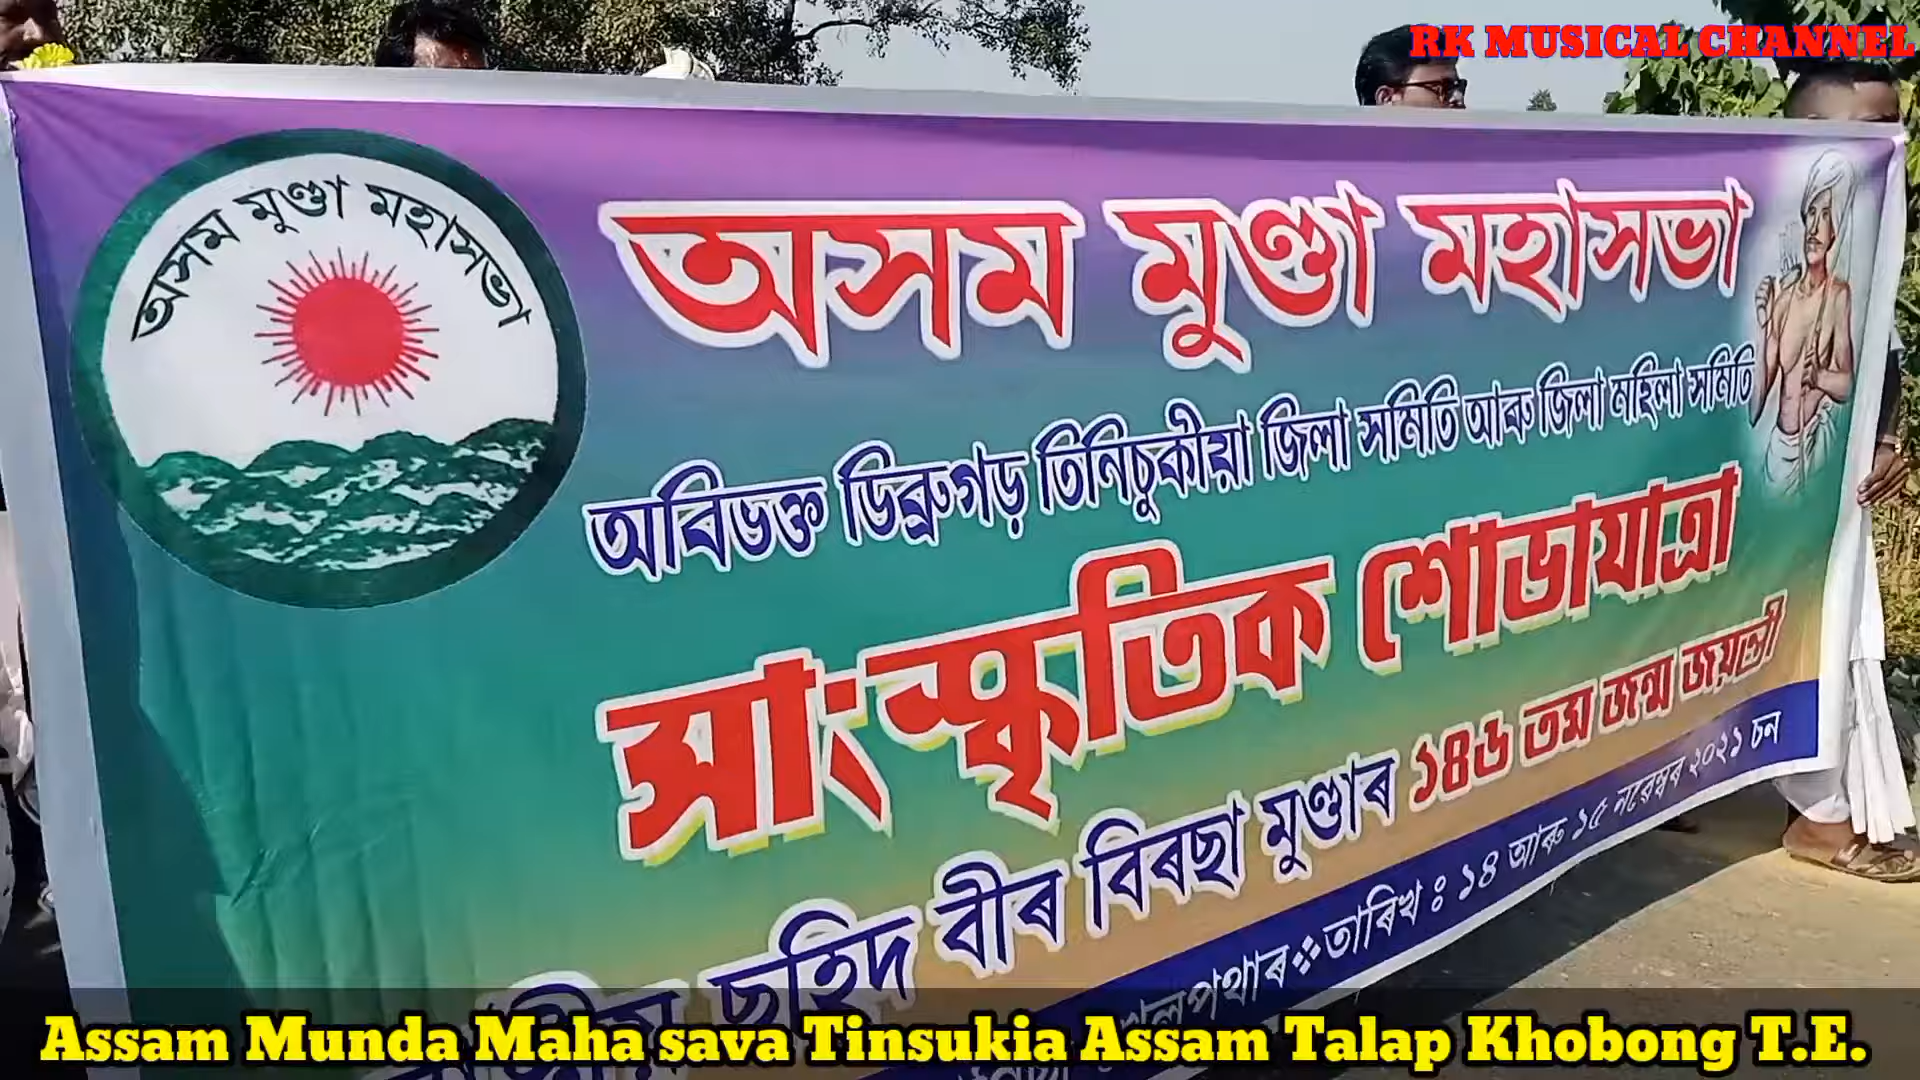 RK MUSICAL CHANNEL
অসম মুণ্ডা মহাসভা
অসম মুণ্ডা মহাসভা
অবিভক্ত ডিব্ৰুগড় তিনিচুকীয়া জিলা সমিতি আৰু জিলা মহিলা সমিতি
সাংস্কৃতিক শোভাযাত্ৰা
ছহিদ বীৰ বিৰছা মুণ্ডাৰ ১৪৬ তম জন্ম জয়ন্তী
তাৰিখ : ১৪ আৰু ১৫ নৱেম্বৰ ২০২১ চন
Assam Munda Maha sava Tinsukia Assam Talap Khobong T.E.